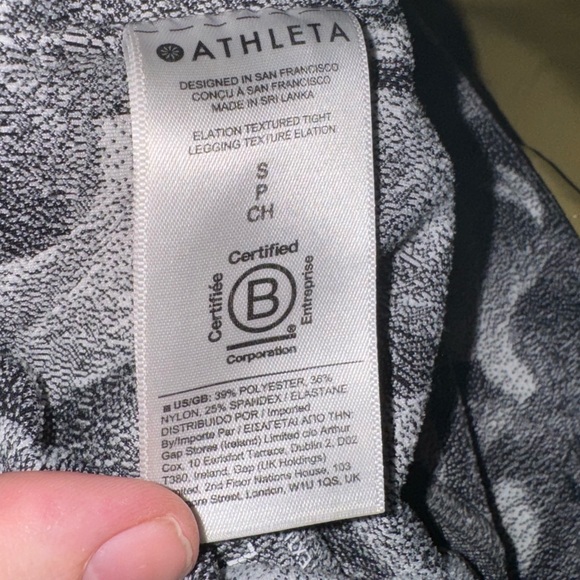 ATHLETA
DESIGNED IN SAN FRANCISCO
CONÇU À SAN FRANCISCO
MADE IN SRI LANKA
ELATION TEXTURED TIGHT
LEGGING TEXTURE ELATION
S
P
CH
Certified
Certifiée
B
Entreprise
Corporation
US/GB: 39% POLYESTER, 36%
NYLON, 25% SPANDEX / ELASTANE
DISTRIBUIDO POR / Imported
By/Importe Par / ΕΙΣΑΓΕΤΑΙ ΑΠΟ ΤΗΝ:
Gap Stores (Ireland) Limited c/o Arthur
Cox, 10 Earlsfort Terrace, Dublin 2, D02
T380, Ireland, Gap (UK Holdings)
2nd Floor Nations House, 103
Street, London, W1U 1QS, UK